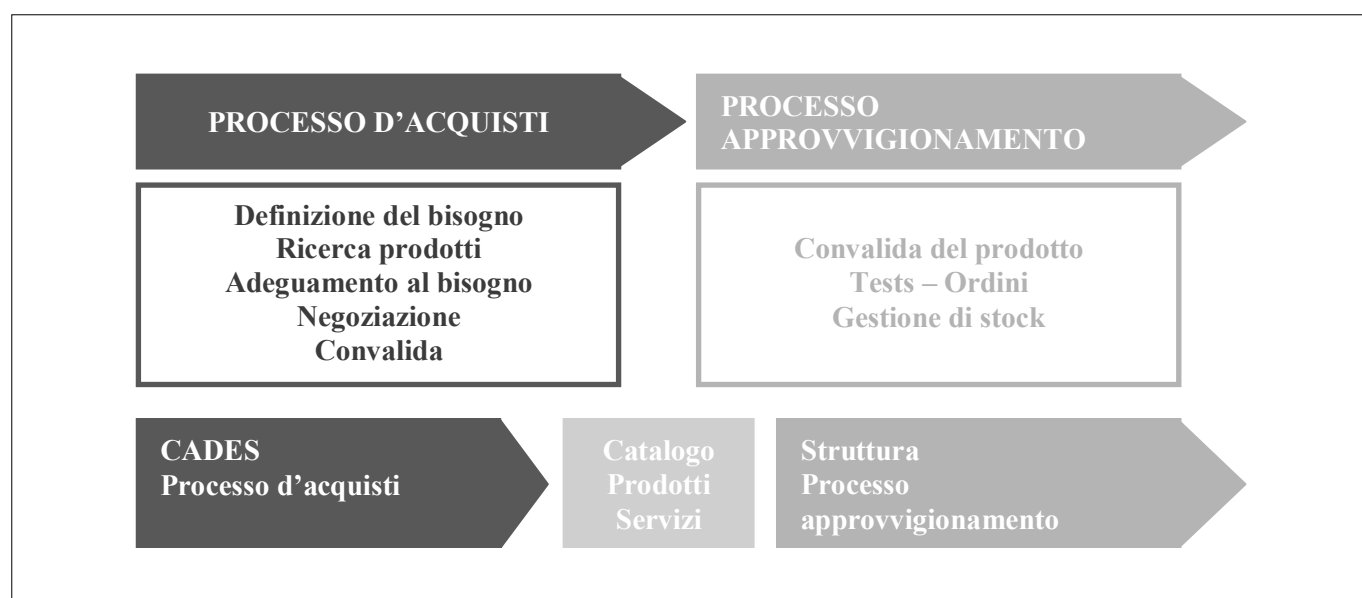 PROCESSO D’ACQUISTI
PROCESSO
APPROVVIGIONAMENTO
Definizione del bisogno
Ricerca prodotti
Adeguamento al bisogno
Negoziazione
Convalida
Convalida del prodotto
Tests – Ordini
Gestione di stock
CADES
Processo d’acquisti
Catalogo
Prodotti
Servizi
Struttura
Processo
approvvigionamento